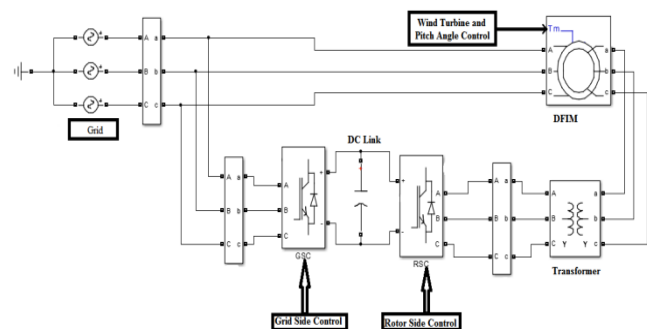 Wind Turbine and
Pitch Angle Control
Tm
A a A a
B b B b
C c C c
Grid
DFIM
DC Link
A a A + + A A a A a
B b B B B b B b
C c C - - C C c C Y Y c
GSC
RSC
Transformer
Grid Side Control
Rotor Side Control